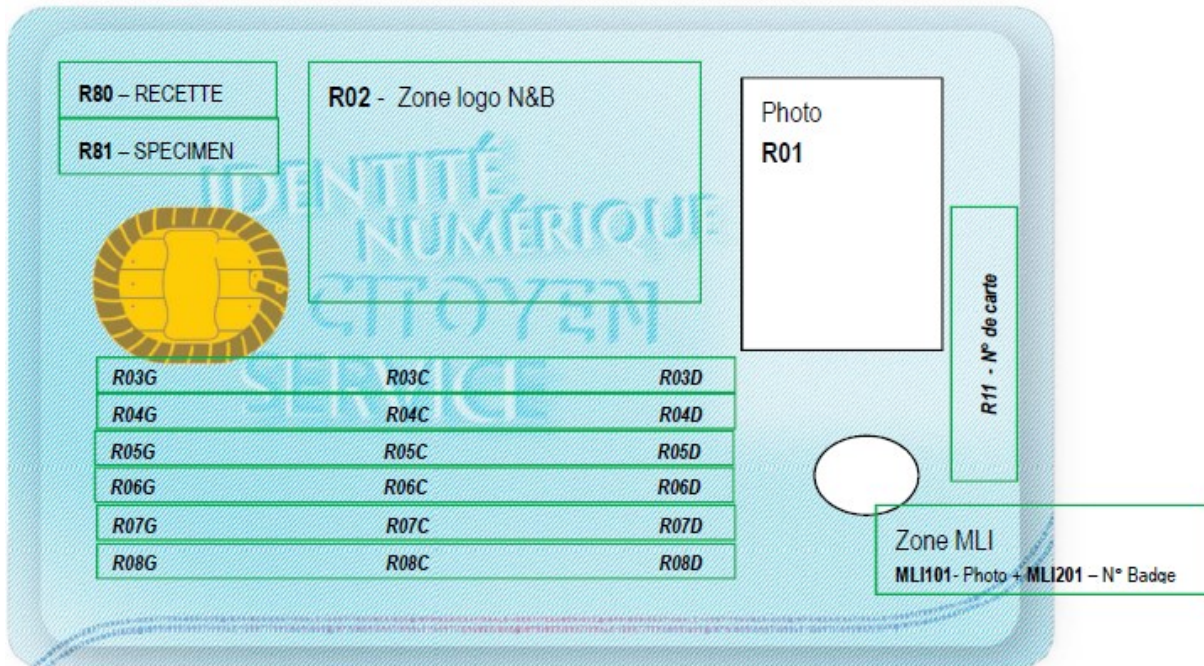 R80 – RECETTE
R81 – SPECIMEN
R02 - Zone logo N&B
Photo
R01
IDENTITÉ
NUMÉRIQUE
CITOYEN
SERVICE
R11 - N° de carte
R03G R03C R03D
R04G R04C R04D
R05G R05C R05D
R06G R06C R06D
R07G R07C R07D
R08G R08C R08D
Zone MLI
MLI101- Photo + MLI201 – N° Badge